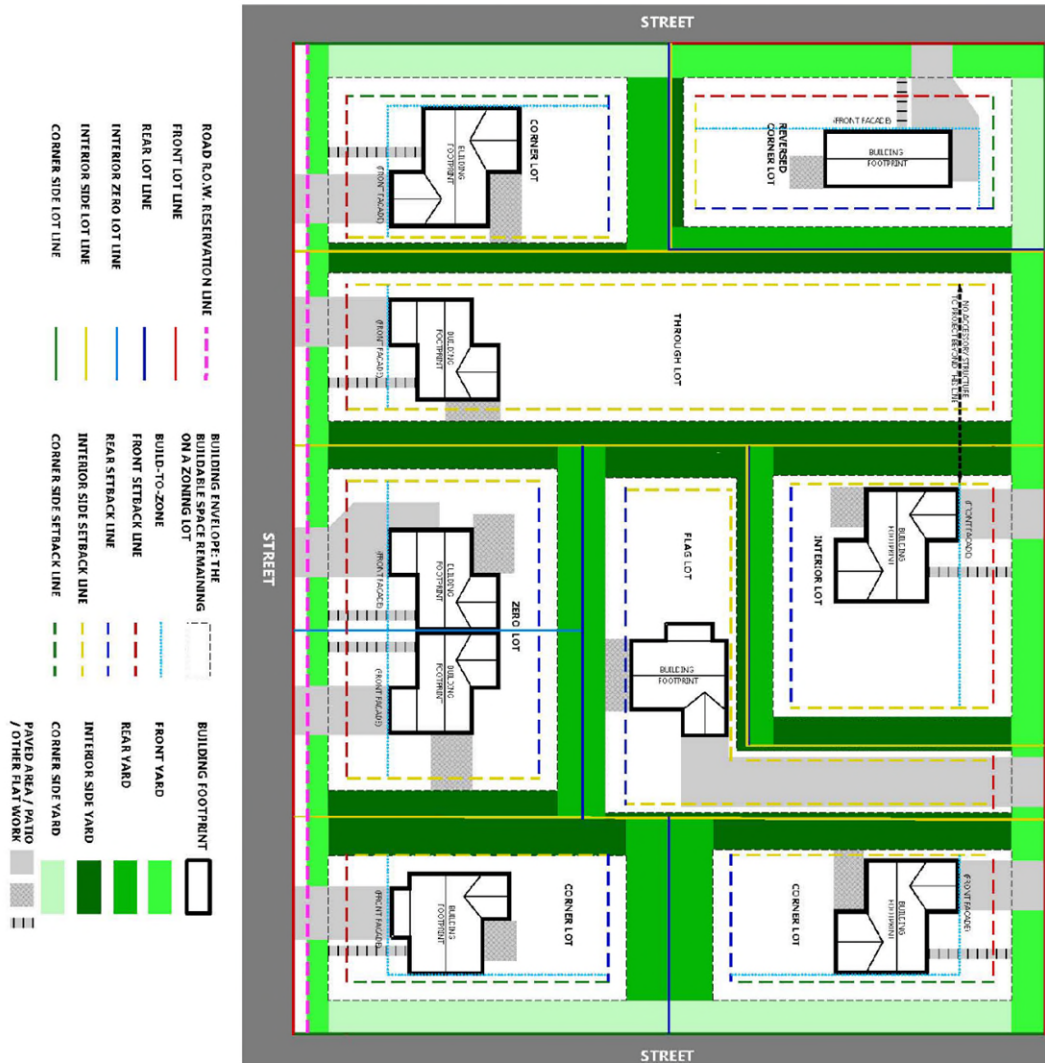 STREET
STREET
STREET
CORNER LOT
BUILDING
FOOTPRINT
(FRONT FACADE)
REVERSED
CORNER LOT
(FRONT FACADE)
BUILDING
FOOTPRINT
THROUGH LOT
BUILDING
FOOTPRINT
(FRONT FACADE)
NO ACCESSORY STRUCTURE
TO PROJECT BEYOND THIS LINE
ZERO LOT
BUILDING
FOOTPRINT
(FRONT FACADE)
BUILDING
FOOTPRINT
(FRONT FACADE)
FLAG LOT
BUILDING
FOOTPRINT
INTERIOR LOT
BUILDING
FOOTPRINT
(FRONT FACADE)
CORNER LOT
BUILDING
FOOTPRINT
(FRONT FACADE)
CORNER LOT
BUILDING
FOOTPRINT
(FRONT FACADE)
ROAD R.O.W. RESERVATION LINE
FRONT LOT LINE
REAR LOT LINE
INTERIOR ZERO LOT LINE
INTERIOR SIDE LOT LINE
CORNER SIDE LOT LINE
BUILDING ENVELOPE: THE
BUILDABLE SPACE REMAINING
ON A ZONING LOT
BUILD-TO-ZONE
FRONT SETBACK LINE
REAR SETBACK LINE
INTERIOR SIDE SETBACK LINE
CORNER SIDE SETBACK LINE
BUILDING FOOTPRINT
FRONT YARD
REAR YARD
INTERIOR SIDE YARD
CORNER SIDE YARD
PAVED AREA / PATIO
/ OTHER FLAT WORK